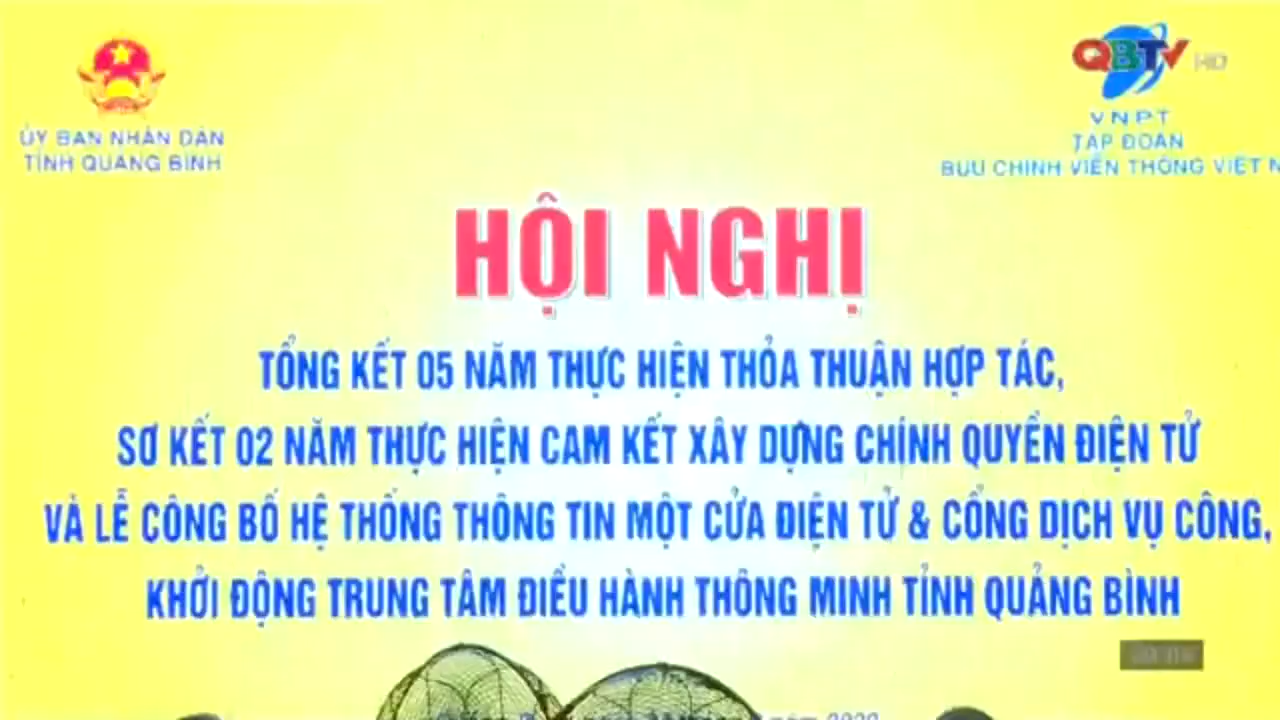 ỦY BAN NHÂN DÂN
TỈNH QUẢNG BÌNH
QBTV HD
VNPT
TẬP ĐOÀN
BƯU CHÍNH VIỄN THÔNG VIỆT N
HỘI NGHỊ
TỔNG KẾT 05 NĂM THỰC HIỆN THỎA THUẬN HỢP TÁC,
SƠ KẾT 02 NĂM THỰC HIỆN CAM KẾT XÂY DỰNG CHÍNH QUYỀN ĐIỆN TỬ
VÀ LỄ CÔNG BỐ HỆ THỐNG THÔNG TIN MỘT CỬA ĐIỆN TỬ & CỔNG DỊCH VỤ CÔNG,
KHỞI ĐỘNG TRUNG TÂM ĐIỀU HÀNH THÔNG MINH TỈNH QUẢNG BÌNH